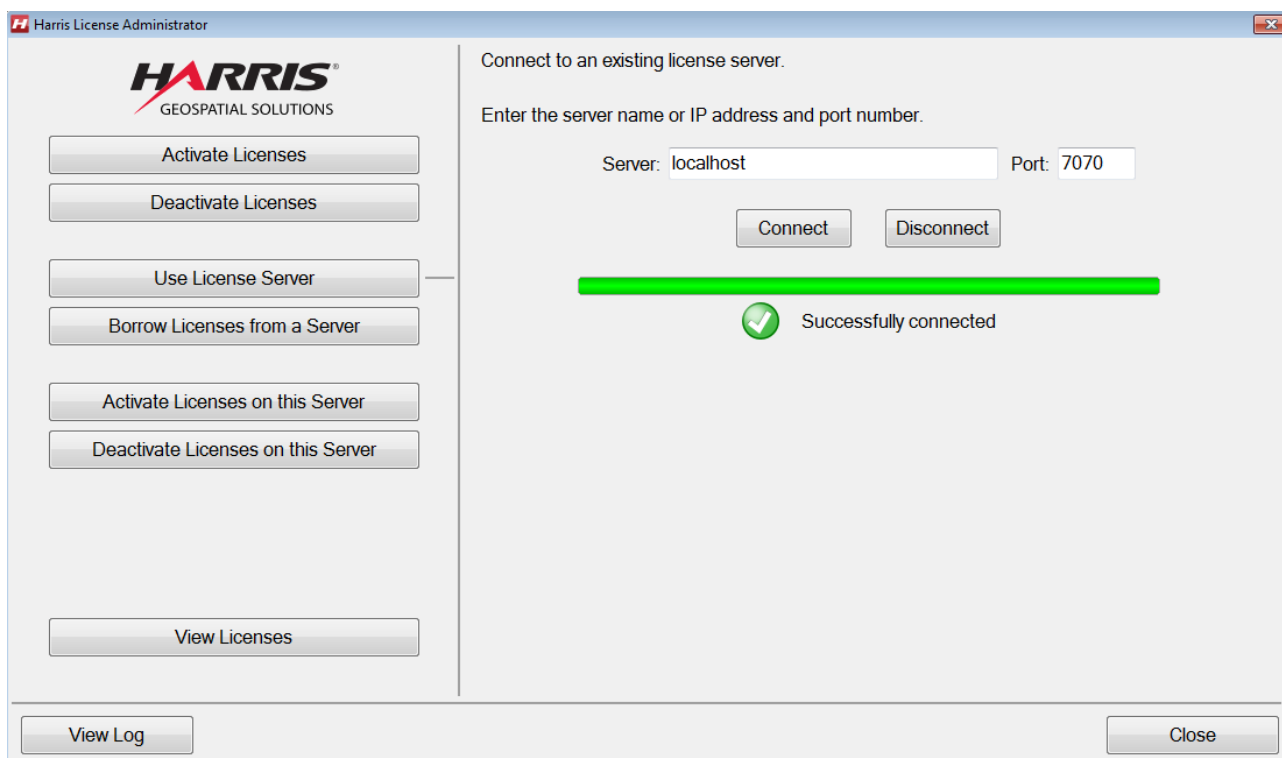 Harris License Administrator
HARRIS®
GEOSPATIAL SOLUTIONS
Activate Licenses
Deactivate Licenses
Use License Server
Borrow Licenses from a Server
Activate Licenses on this Server
Deactivate Licenses on this Server
View Licenses
Connect to an existing license server.
Enter the server name or IP address and port number.
Server: localhost Port: 7070
Connect Disconnect
Successfully connected
View Log Close